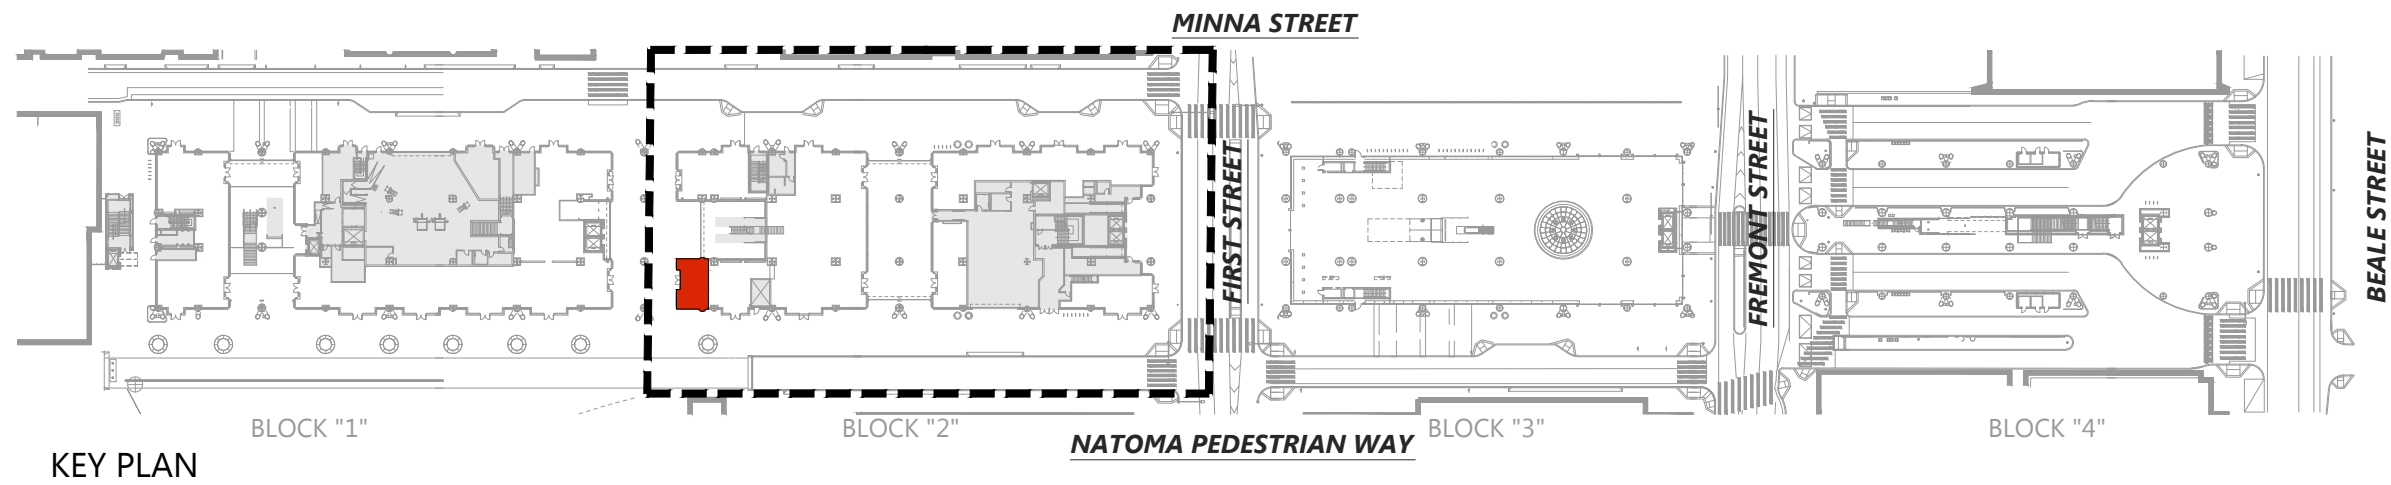 MINNA STREET
FIRST STREET
FREMONT STREET
BEALE STREET
BLOCK "1"
BLOCK "2"
BLOCK "3"
BLOCK "4"
NATOMA PEDESTRIAN WAY
KEY PLAN